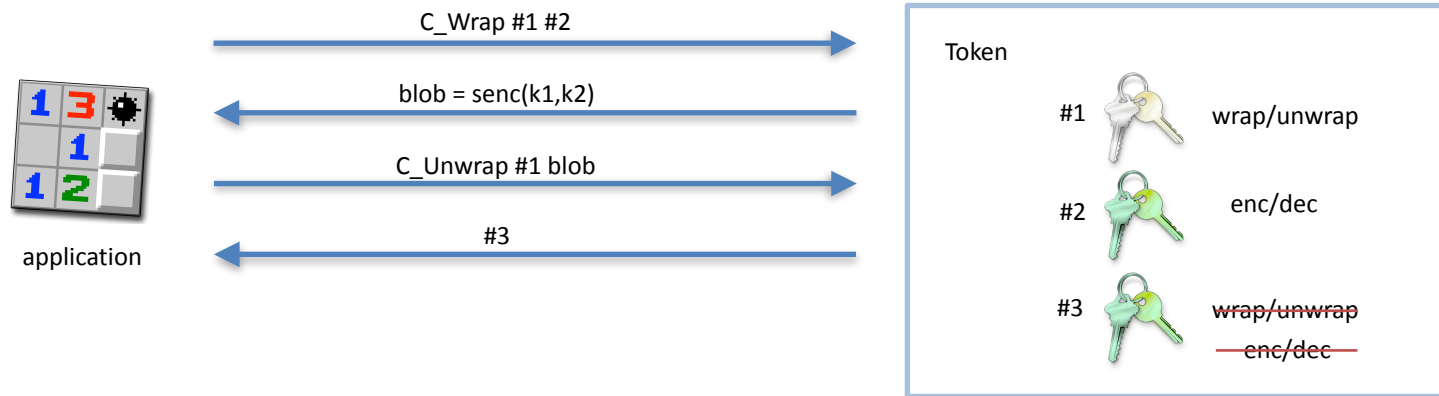 C_Wrap #1 #2
blob = senc(k1,k2)
C_Unwrap #1 blob
#3
1 3
1
1 2
application
Token
#1 wrap/unwrap
#2 enc/dec
#3 wrap/unwrap
enc/dec